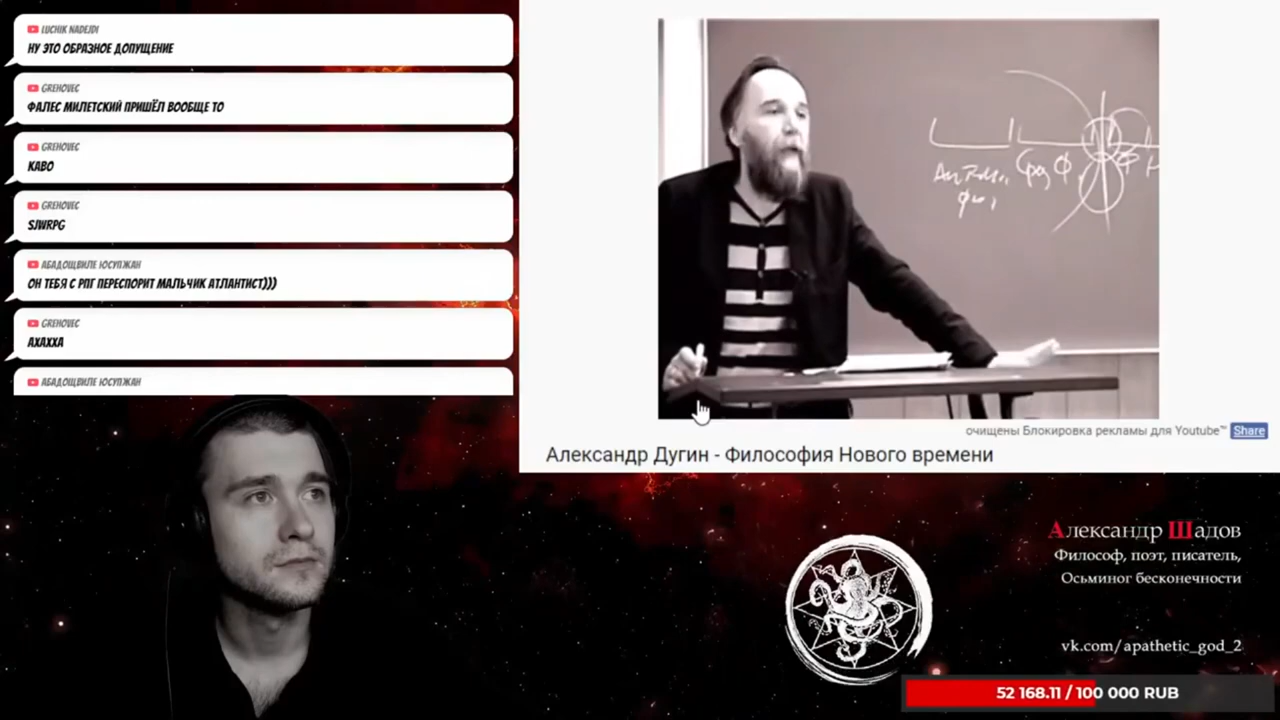 LUCHIK NADEJDI
НУ ЭТО ОБРАЗНОЕ ДОПУЩЕНИЕ
GREHOVEC
ФАЛЕС МИЛЕТСКИЙ ПРИШЁЛ ВООБЩЕ ТО
GREHOVEC
КАВО
GREHOVEC
SJWRPG
АБАДОЩВИЛЕ ЮСУПЖАН
ОН ТЕБЯ С РПГ ПЕРЕСПОРИТ МАЛЬЧИК АТЛАНТИСТ)))
GREHOVEC
АХАХХА
АБАДОЩВИЛЕ ЮСУПЖАН
очищены Блокировка рекламы для Youtube™ Share
Александр Дугин - Философия Нового времени
Александр Шадов
Философ, поэт, писатель,
Осьминог бесконечности
vk.com/apathetic_god_2
52 168.11 / 100 000 RUB